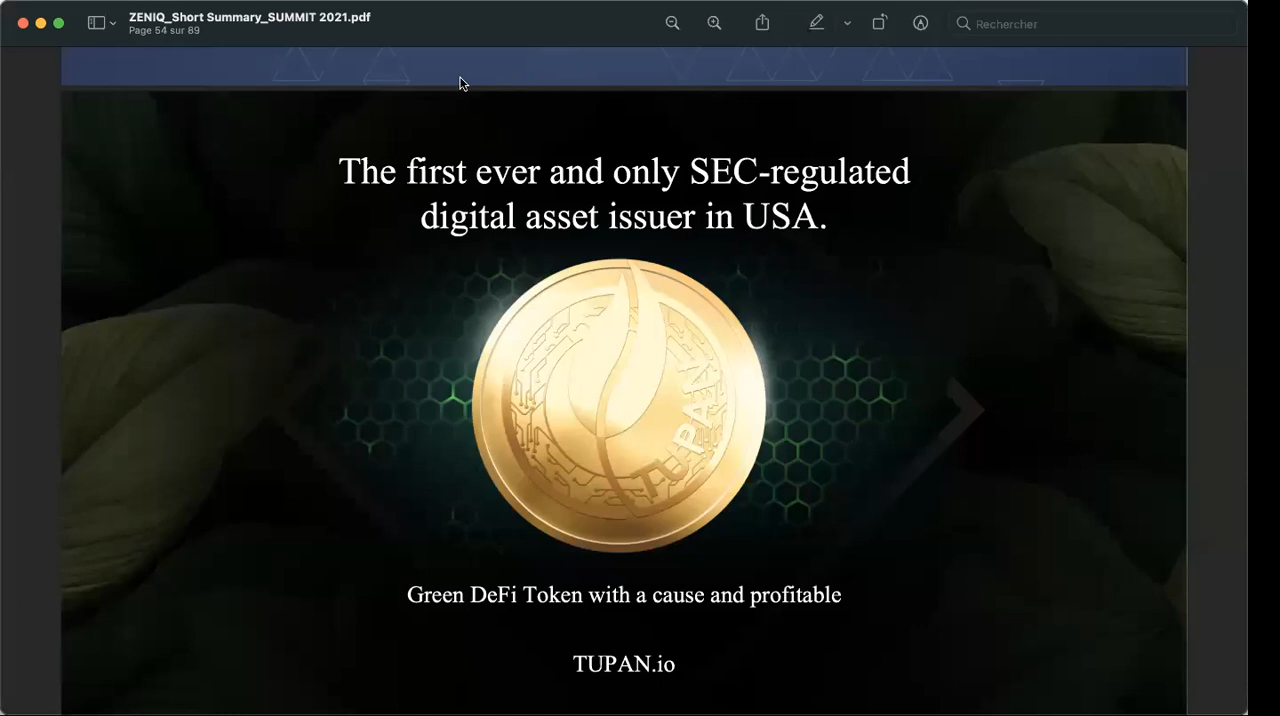 ZENIQ_Short Summary_SUMMIT 2021.pdf
Page 54 sur 89
Rechercher
The first ever and only SEC-regulated
digital asset issuer in USA.
TUPAN
Green DeFi Token with a cause and profitable
TUPAN.io